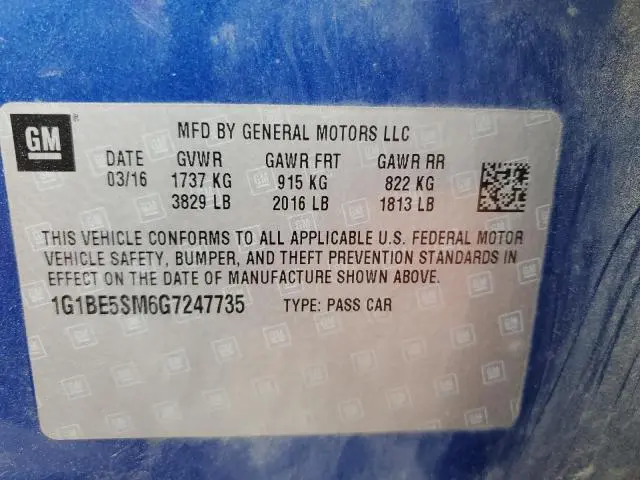 GM
MFD BY GENERAL MOTORS LLC
DATE GVWR GAWR FRT GAWR RR
03/16 1737 KG 915 KG 822 KG
3829 LB 2016 LB 1813 LB
THIS VEHICLE CONFORMS TO ALL APPLICABLE U.S. FEDERAL MOTOR
VEHICLE SAFETY, BUMPER, AND THEFT PREVENTION STANDARDS IN
EFFECT ON THE DATE OF MANUFACTURE SHOWN ABOVE.
1G1BE5SM6G7247735 TYPE: PASS CAR